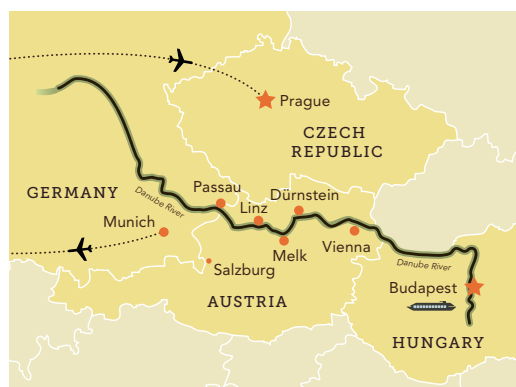 Prague
CZECH
REPUBLIC
GERMANY
Passau
Dürnstein
Danube River
Linz
Munich
Vienna
Melk
Salzburg
Danube River
AUSTRIA
Budapest
HUNGARY